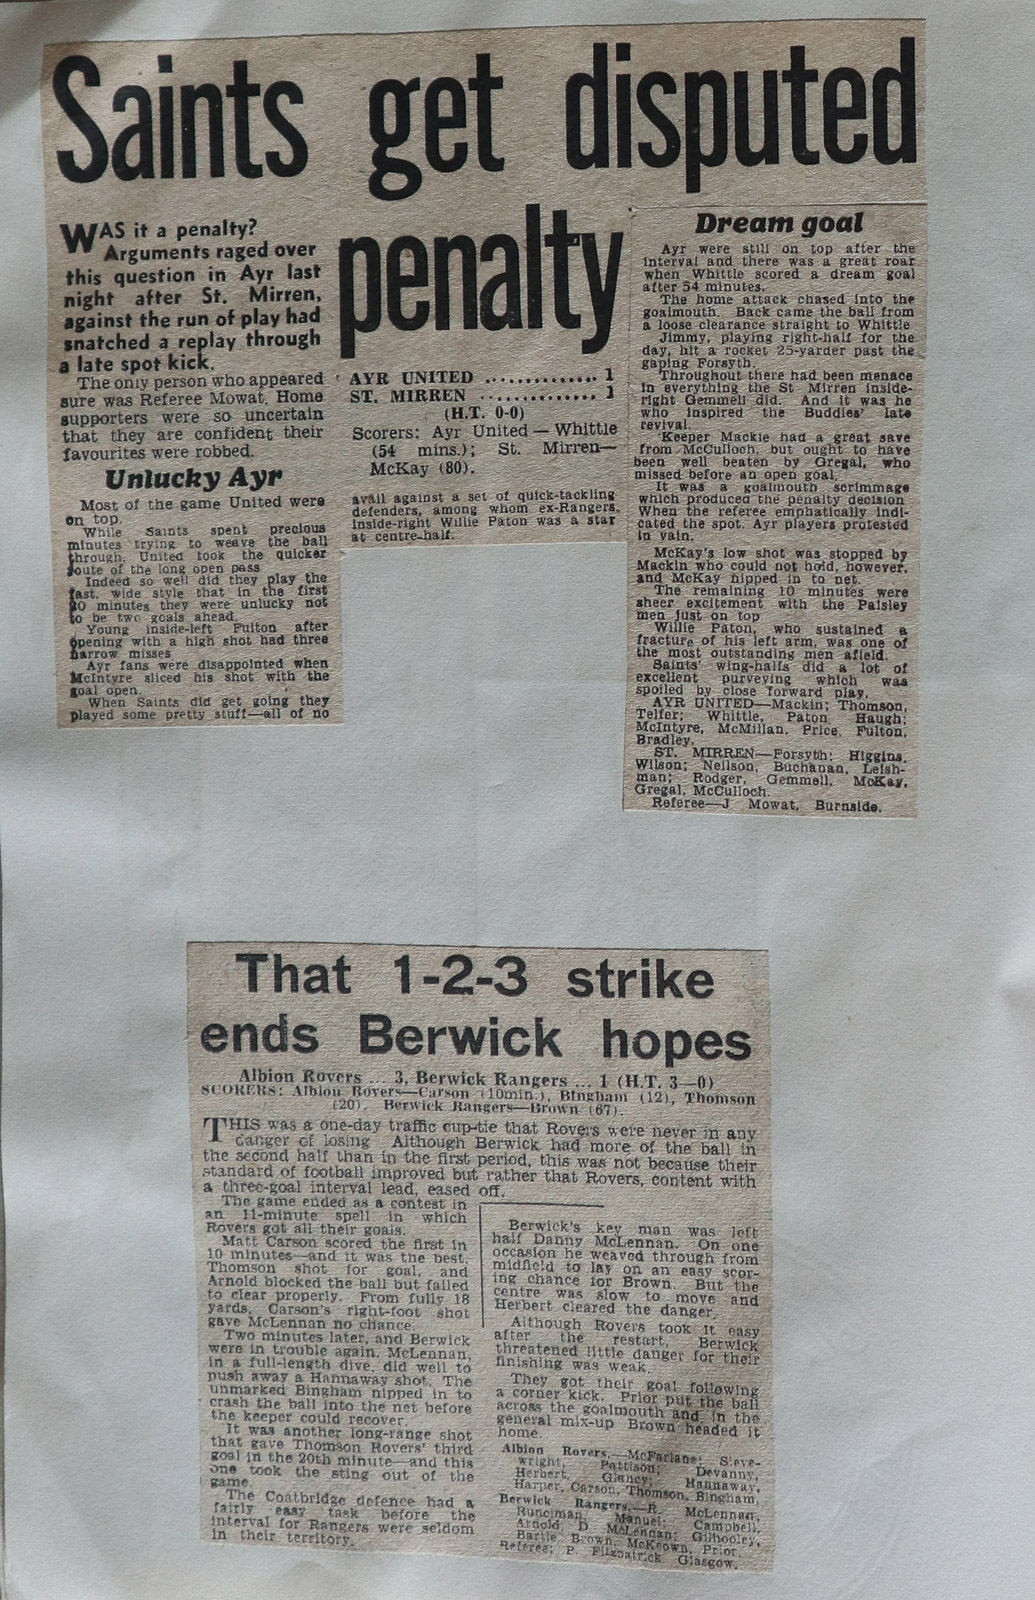 Saints get disputed
penalty
WAS it a penalty?
Arguments raged over
this question in Ayr last
night after St. Mirren,
against the run of play had
snatched a replay through
a late spot kick.
The only person who appeared
sure was Referee Mowat. Home
supporters were so uncertain
that they are confident their
favourites were robbed.
Unlucky Ayr
Most of the game United were
on top.
While Saints spent precious
minutes trying to weave the ball
through, United took the quicker
route of the long open pass
Indeed so well did they play the
fast, wide style that in the first
20 minutes they were unlucky not
to be two goals ahead.
Young inside-left Fulton after
opening with a high shot had three
narrow misses
Ayr fans were disappointed when
McIntyre sliced his shot with the
goal open.
When Saints did get going they
played some pretty stuff—all of no
AYR UNITED ............. 1
ST. MIRREN ............. 1
(H.T. 0-0)
Scorers: Ayr United — Whittle
(54 mins.); St. Mirren—
McKay (80).
avail against a set of quick-tackling
defenders, among whom ex-Rangers
inside-right Willie Paton was a star
at centre-half.
Dream goal
Ayr were still on top after the
interval and there was a great roar
when Whittle scored a dream goal
after 54 minutes.
The home attack chased into the
goalmouth. Back came the ball from
a loose clearance straight to Whittle
Jimmy, playing right-half for the
day, hit a rocket 25-yarder past the
gaping Forsyth.
Throughout there had been menace
in everything the St Mirren inside-
right Gemmell did. And it was he
who inspired the Buddies' late
revival.
Keeper Mackie had a great save
from McCulloch, but ought to have
been well beaten by Gregal, who
missed before an open goal.
It was a goalmouth scrimmage
which produced the penalty decision
When the referee emphatically indi-
cated the spot. Ayr players protested
in vain.
McKay's low shot was stopped by
Mackin who could not hold, however,
and McKay nipped in to net.
The remaining 10 minutes were
sheer excitement with the Paisley
men just on top
Willie Paton, who sustained a
fracture of his left arm, was one of
the most outstanding men afield.
Saints' wing-halfs did a lot of
excellent purveying which was
spoiled by close forward play.
AYR UNITED—Mackin; Thomson,
Telfer; Whittle, Paton Haugh;
McIntyre, McMillan, Price, Fulton,
Bradley.
ST. MIRREN—Forsyth; Higgins,
Wilson; Neilson, Buchanan, Leish-
man; Rodger, Gemmell, McKay,
Gregal, McCulloch.
Referee—J Mowat, Burnside.
That 1-2-3 strike
ends Berwick hopes
Albion Rovers ... 3, Berwick Rangers ... 1 (H.T. 3—0)
SCORERS: Albion Rovers—Carson (10min.), Bingham (12), Thomson
(20). Berwick Rangers—Brown (67).
THIS was a one-day traffic cup-tie that Rovers were never in any
danger of losing Although Berwick had more of the ball in
the second half than in the first period, this was not because their
standard of football improved but rather that Rovers, content with
a three-goal interval lead, eased off.
The game ended as a contest in
an 11-minute spell in which
Rovers got all their goals.
Matt Carson scored the first in
10 minutes—and it was the best.
Thomson shot for goal, and
Arnold blocked the ball but failed
to clear properly. From fully 18
yards, Carson's right-foot shot
gave McLennan no chance.
Two minutes later, and Berwick
were in trouble again. McLennan,
in a full-length dive, did well to
push away a Hannaway shot. The
unmarked Bingham nipped in to
crash the ball into the net before
the keeper could recover.
It was another long-range shot
that gave Thomson Rovers' third
goal in the 20th minute—and this
one took the sting out of the
game.
The Coatbridge defence had a
fairly easy task before the
interval for Rangers were seldom
in their territory.
Berwick's key man was left
half Danny McLennan. On one
occasion he weaved through from
midfield to lay on an easy scor-
ing chance for Brown. But the
centre was slow to move and
Herbert cleared the danger.
Although Rovers took it easy
after the restart, Berwick
threatened little danger for their
finishing was weak.
They got their goal following
a corner kick. Prior put the ball
across the goalmouth and in the
general mix-up Brown headed it
home.
Albion Rovers.—McFarlane; Steve-
wright, Pattison; Devanny,
Herbert, Glancy; Hannaway,
Harper, Carson, Thomson, Bingham.
Berwick Rangers.—R. McLennan,
Runciman, Manuel; Campbell,
Arnold, D McLennan; Gilhooley,
Bartle Brown, McKeown, Prior.
Referee: P. Fitzpatrick Glasgow.